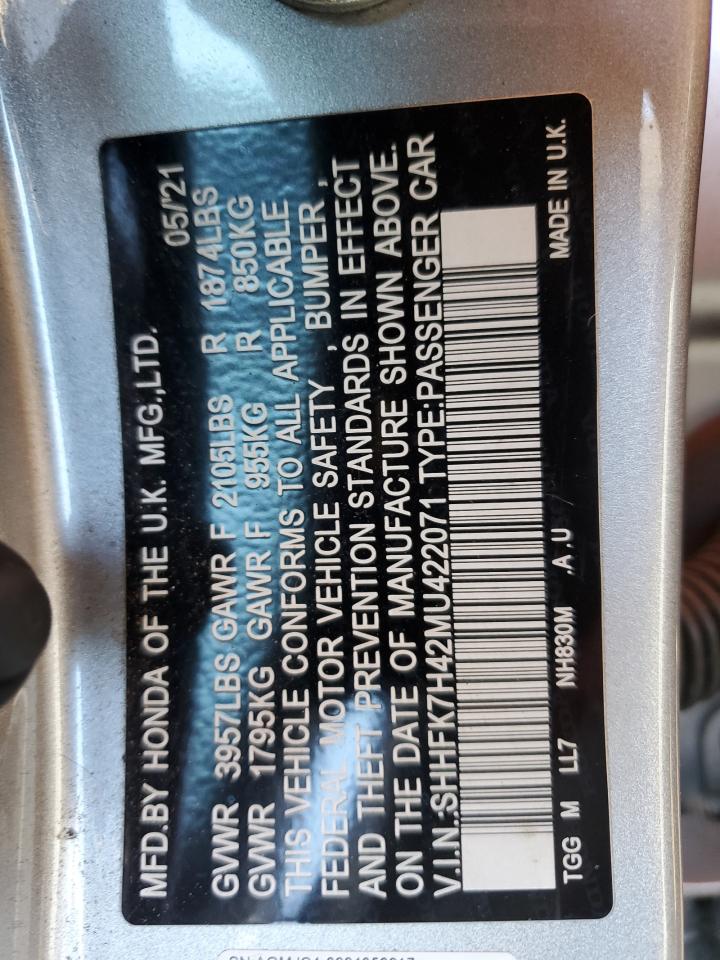 MFD.BY HONDA OF THE U.K. MFG.,LTD.
05/'21
GVWR 3957LBS GAWR F 2105LBS R 1874LBS
GVWR 1795KG GAWR F 955KG R 850KG
THIS VEHICLE CONFORMS TO ALL APPLICABLE
FEDERAL MOTOR VEHICLE SAFETY , BUMPER ,
AND THEFT PREVENTION STANDARDS IN EFFECT
ON THE DATE OF MANUFACTURE SHOWN ABOVE.
V.I.N.:SHHFK7H42MU422071 TYPE:PASSENGER CAR
TGG M LL7 NH830M .A .U MADE IN U.K.